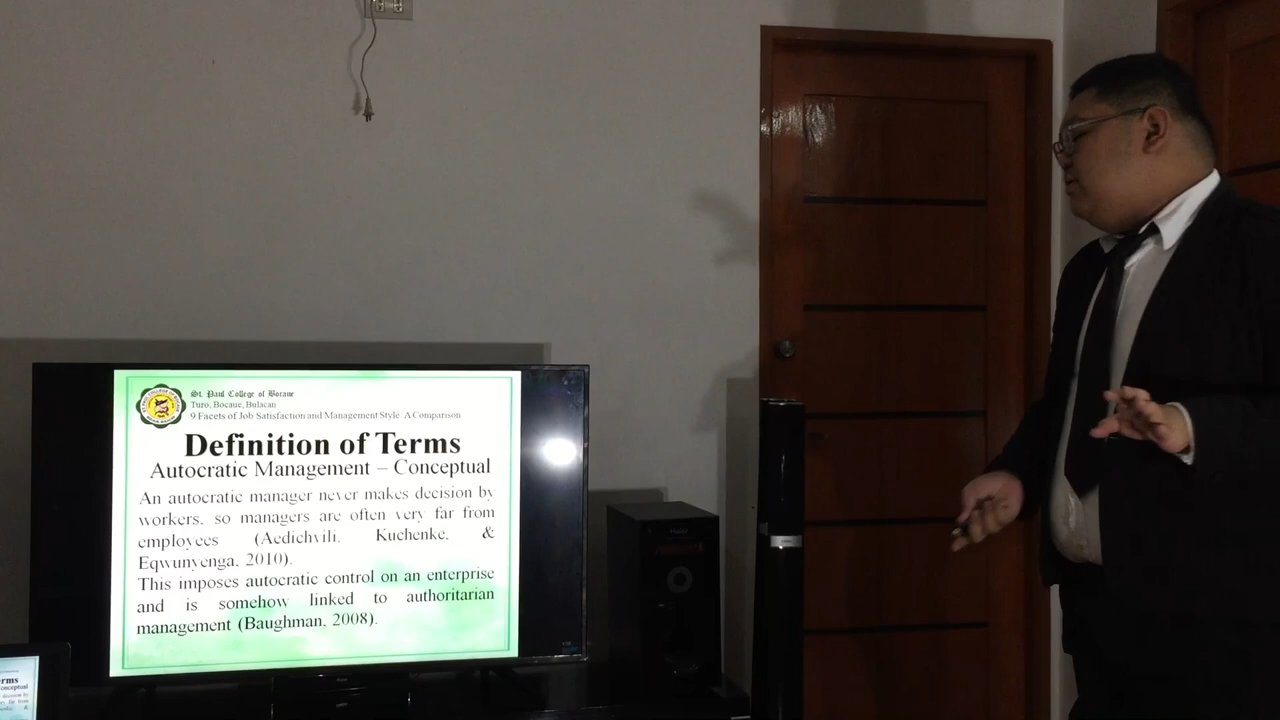 St. Paul College of Bocaue
Turo, Bocaue, Bulacan
9 Facets of Job Satisfaction and Management Style A Comparison
Definition of Terms
Autocratic Management – Conceptual
An autocratic manager never makes decision by
workers, so managers are often very far from
employees (Aedichvili, Kuchenke, &
Eqwunyenga, 2010).
This imposes autocratic control on an enterprise
and is somehow linked to authoritarian
management (Baughman, 2008).
rms
onceptual